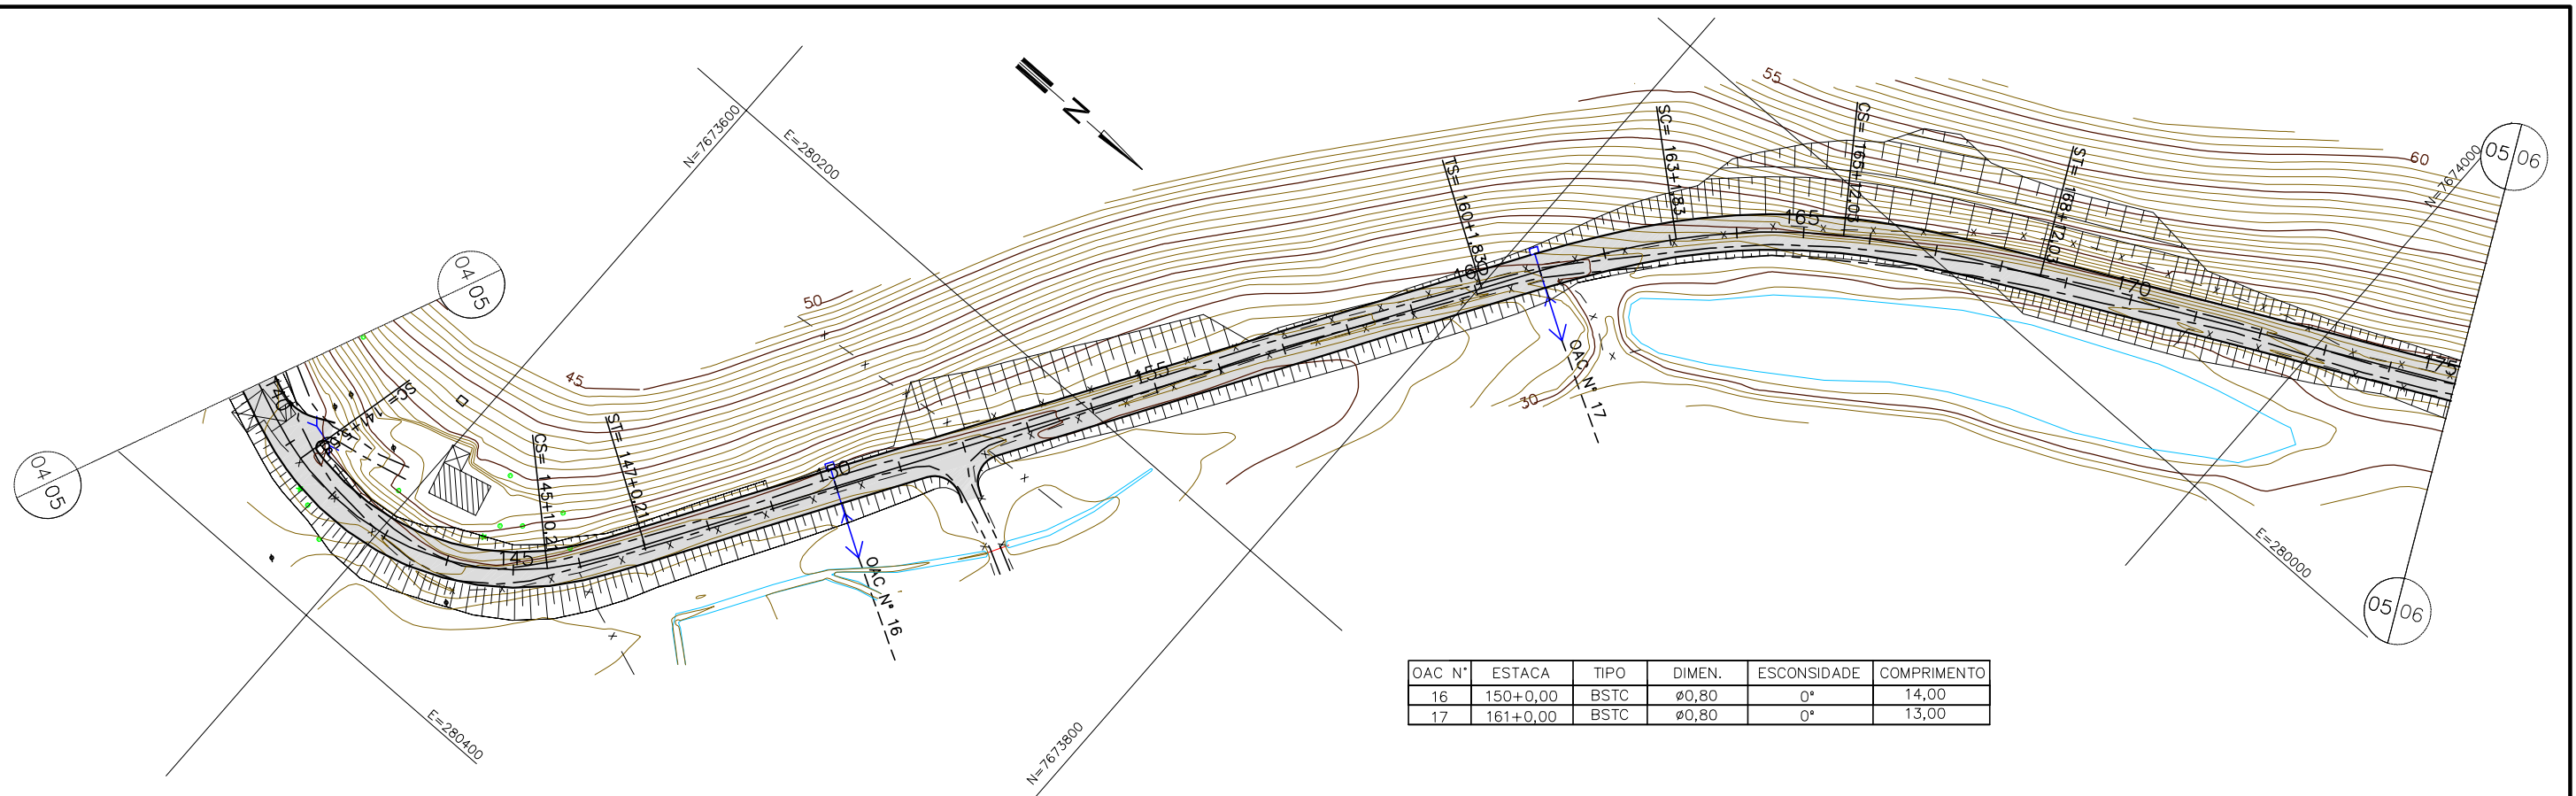 04 05
04 05
05 06
05 06
N
N=7673600
E=280200
N=7673800
E=280400
N=7674000
E=280000
45
50
55
60
30
140
145
150
155
160
165
170
175
CS= 145+10,21
ST= 147+0,21
TS= 160+1,83
SC= 163+1,83
CS= 165+12,03
ST= 168+12,03
OAC N° 16
OAC N° 17
OAC N° ESTACA TIPO DIMEN. ESCONSIDADE COMPRIMENTO
16 150+0,00 BSTC ø0,80 0° 14,00
17 161+0,00 BSTC ø0,80 0° 13,00